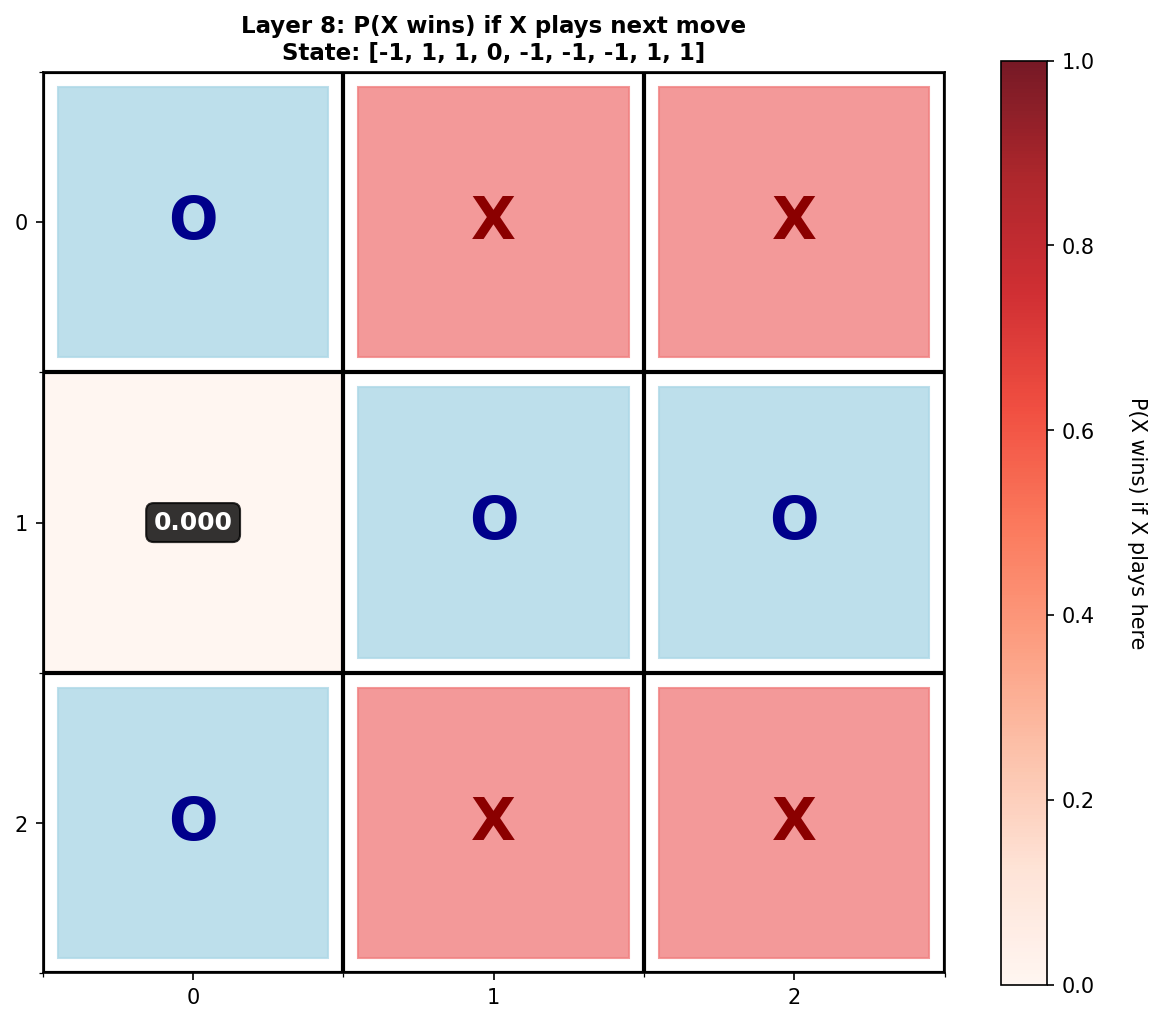 Layer 8: P(X wins) if X plays next move
State: [-1, 1, 1, 0, -1, -1, -1, 1, 1]
0
O
X
X
1
0.000
O
O
2
O
X
X
0
1
2
1.0
0.8
0.6
0.4
0.2
0.0
P(X wins) if X plays here